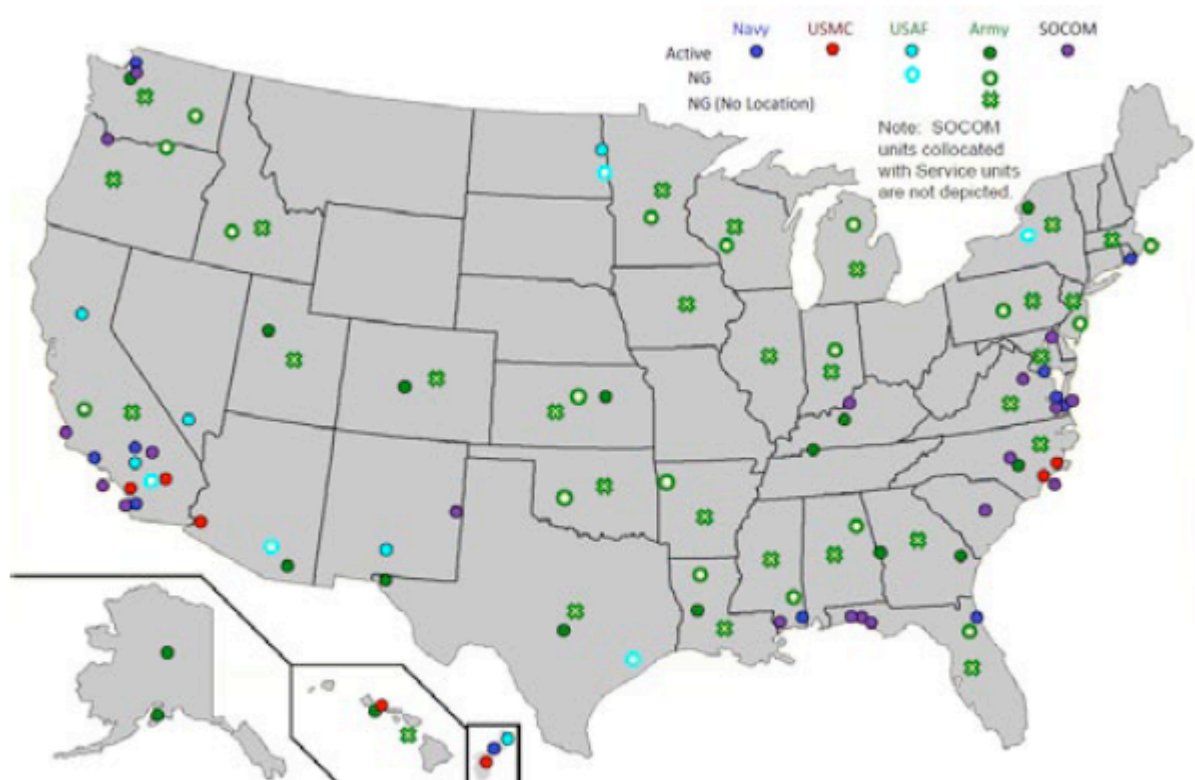 Navy USMC USAF Army SOCOM
Active
NG
NG (No Location)
Note: SOCOM
units collocated
with Service units
are not depicted.